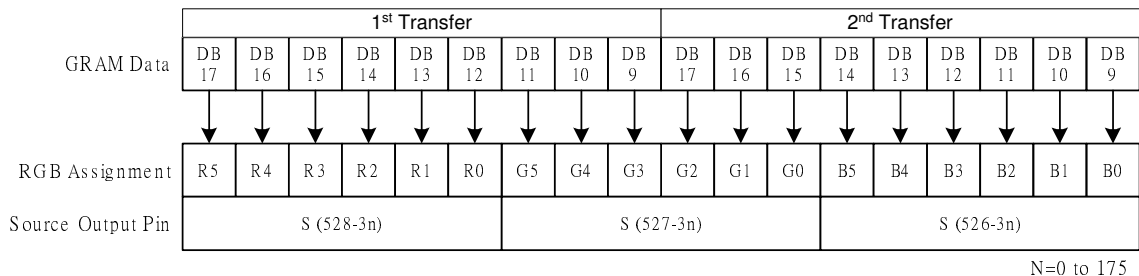 1st Transfer 2nd Transfer
GRAM Data DB 17 DB 16 DB 15 DB 14 DB 13 DB 12 DB 11 DB 10 DB 9 DB 17 DB 16 DB 15 DB 14 DB 13 DB 12 DB 11 DB 10 DB 9
RGB Assignment R5 R4 R3 R2 R1 R0 G5 G4 G3 G2 G1 G0 B5 B4 B3 B2 B1 B0
Source Output Pin S (528-3n) S (527-3n) S (526-3n)
N=0 to 175